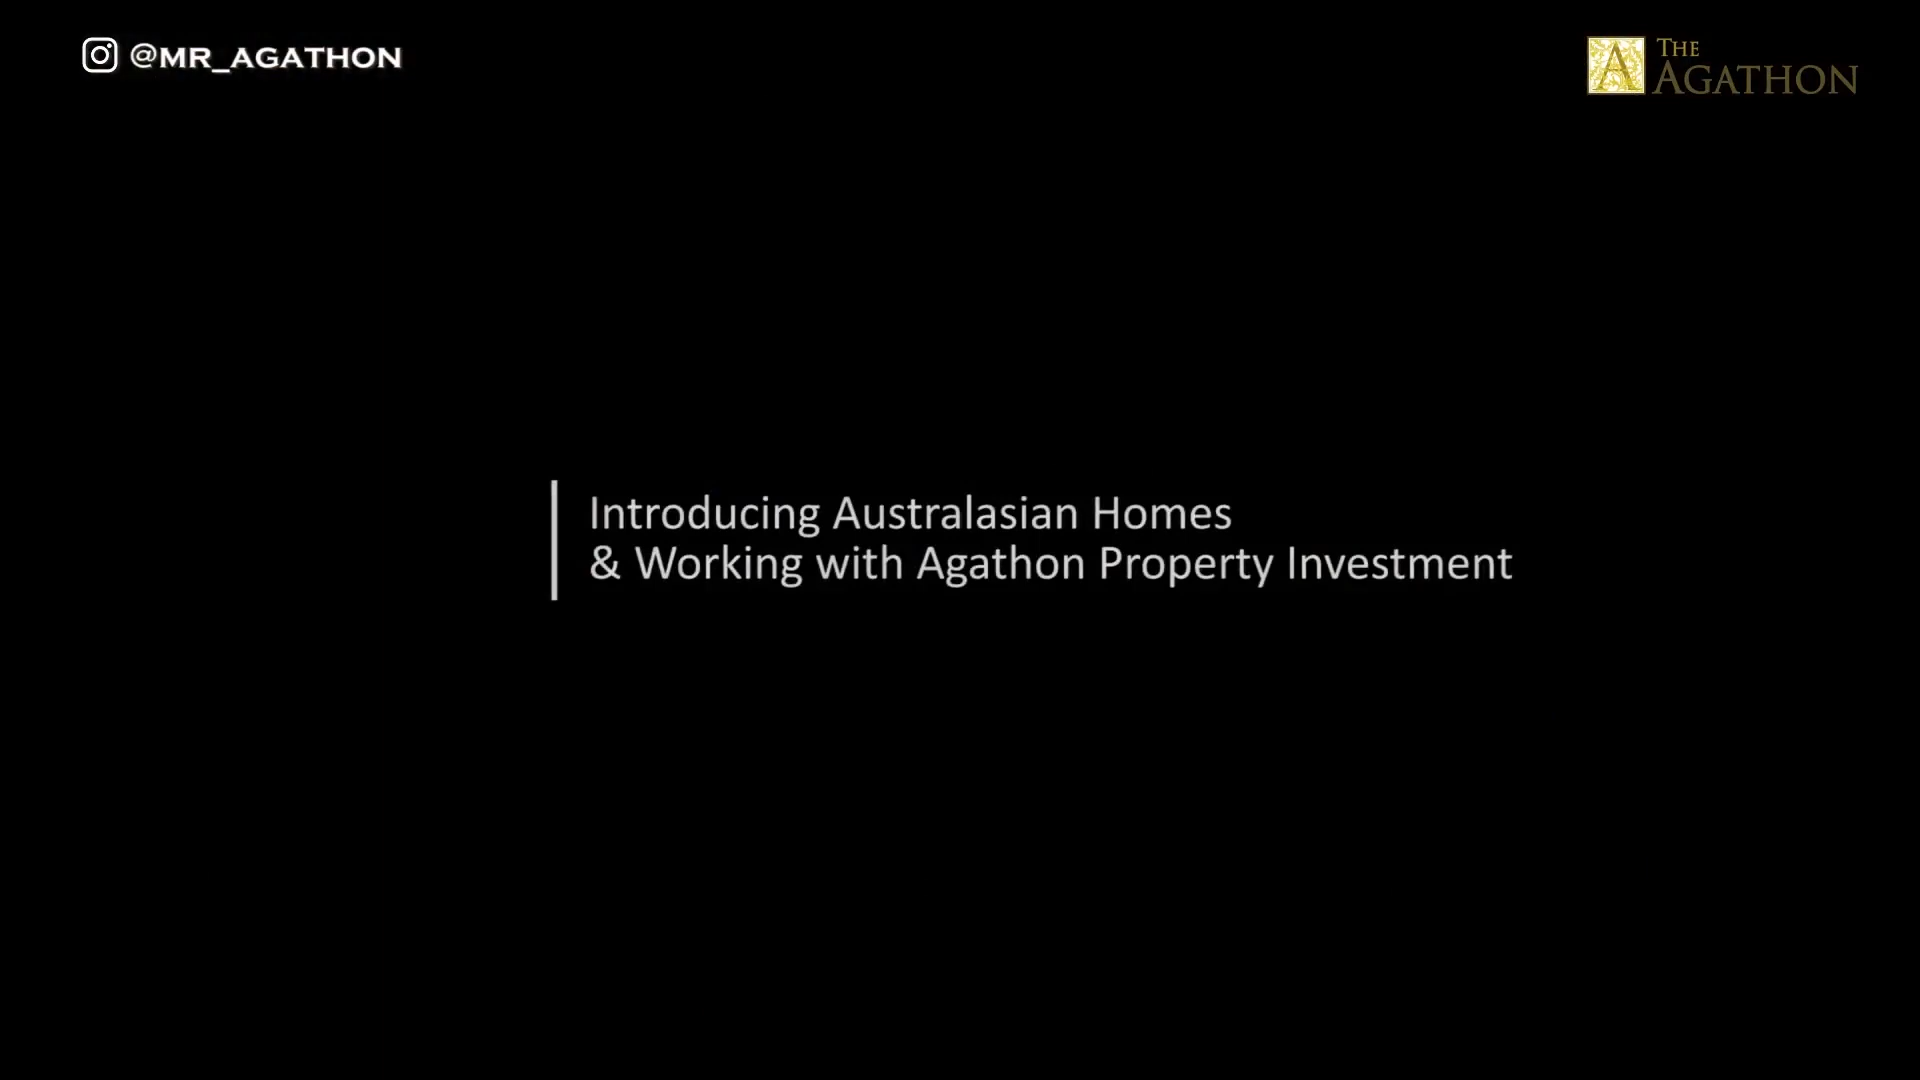 @MR_AGATHON
THE
AGATHON
Introducing Australasian Homes
& Working with Agathon Property Investment